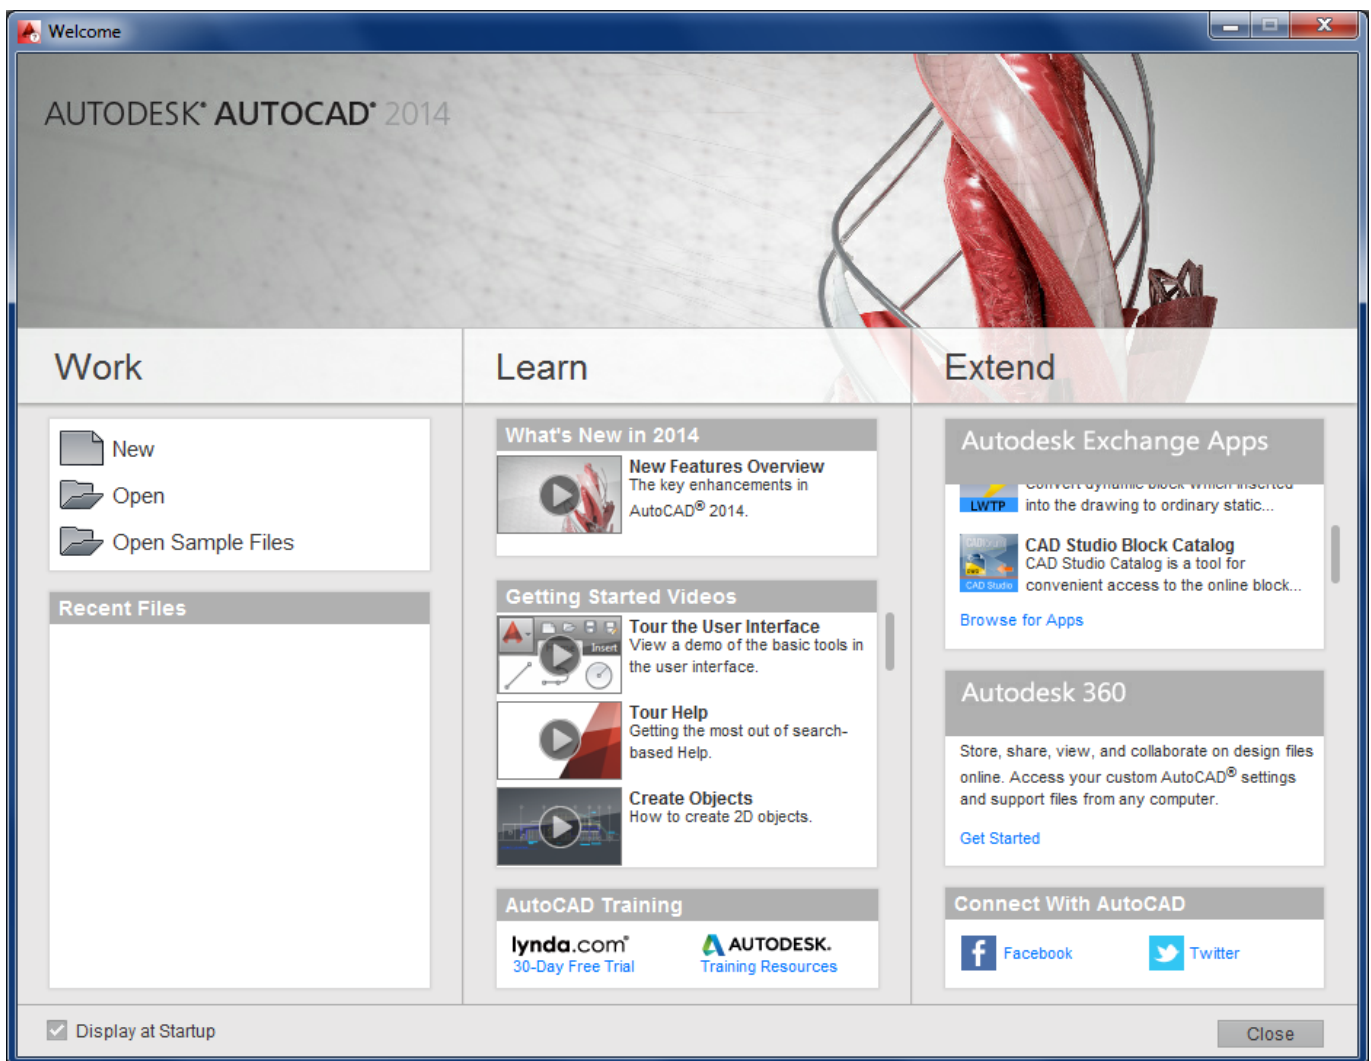 Welcome
AUTODESK® AUTOCAD® 2014
Work
Learn
Extend
New
Open
Open Sample Files
Recent Files
What's New in 2014
New Features Overview
The key enhancements in
AutoCAD® 2014.
Getting Started Videos
Insert
Tour the User Interface
View a demo of the basic tools in
the user interface.
Tour Help
Getting the most out of search-
based Help.
Create Objects
How to create 2D objects.
AutoCAD Training
lynda.com®
30-Day Free Trial
AUTODESK.
Training Resources
Autodesk Exchange Apps
Convert dynamic block when inserted
LWTP
into the drawing to ordinary static...
CAD Studio
CAD Studio Block Catalog
CAD Studio Catalog is a tool for
convenient access to the online block...
Browse for Apps
Autodesk 360
Store, share, view, and collaborate on design files
online. Access your custom AutoCAD® settings
and support files from any computer.
Get Started
Connect With AutoCAD
Facebook
Twitter
Display at Startup
Close